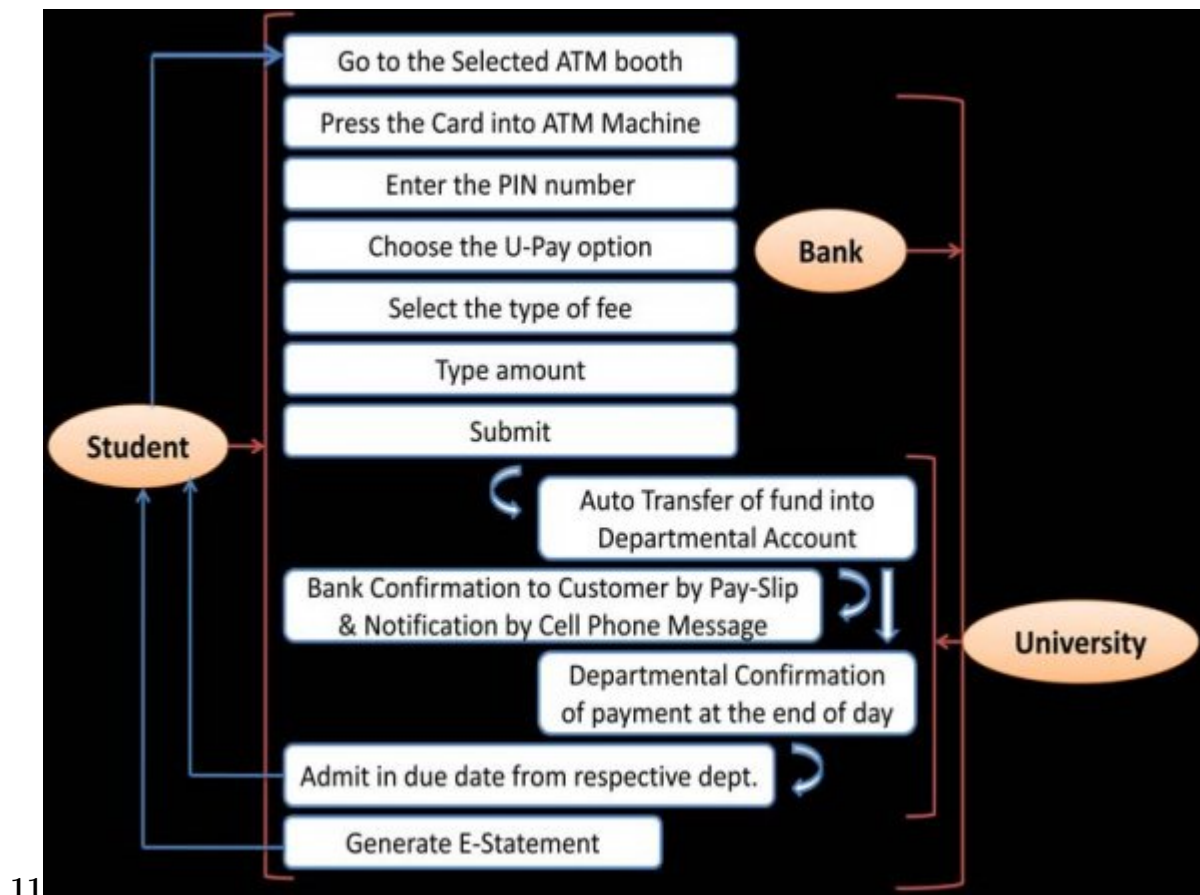 Go to the Selected ATM booth
Press the Card into ATM Machine
Enter the PIN number
Choose the U-Pay option
Bank
Select the type of fee
Type amount
Student
Submit
Auto Transfer of fund into
Departmental Account
Bank Confirmation to Customer by Pay-Slip
& Notification by Cell Phone Message
University
Departmental Confirmation
of payment at the end of day
Admit in due date from respective dept.
Generate E-Statement
11